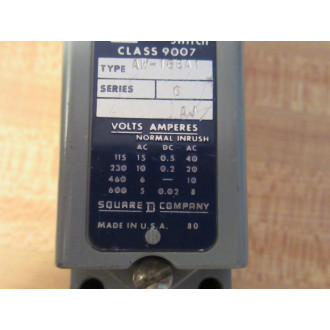 SWITCH
CLASS 9007
TYPE
SERIES
VOLTS AMPERES
NORMAL INRUSH
AC DC AC
115 15 0.5 40
230 10 0.2 20
460 6 — 10
600 5 0.02 8
SQUARE D COMPANY
MADE IN U.S.A. 80